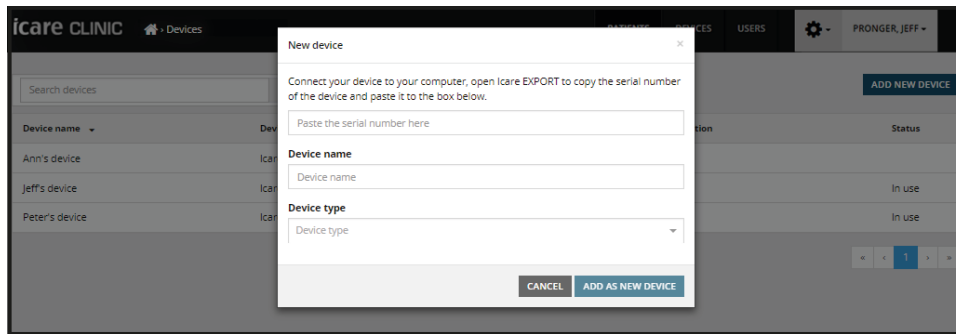 icare CLINIC
› Devices
PATIENTS
DEVICES
USERS
PRONGER, JEFF
New device
×
Connect your device to your computer, open Icare EXPORT to copy the serial number
of the device and paste it to the box below.
Paste the serial number here
Device name
Device name
Device type
Device type
CANCEL
ADD AS NEW DEVICE
Search devices
ADD NEW DEVICE
Device name
Status
Ann's device
Jeff's device
In use
Peter's device
In use
« ‹ 1 › »